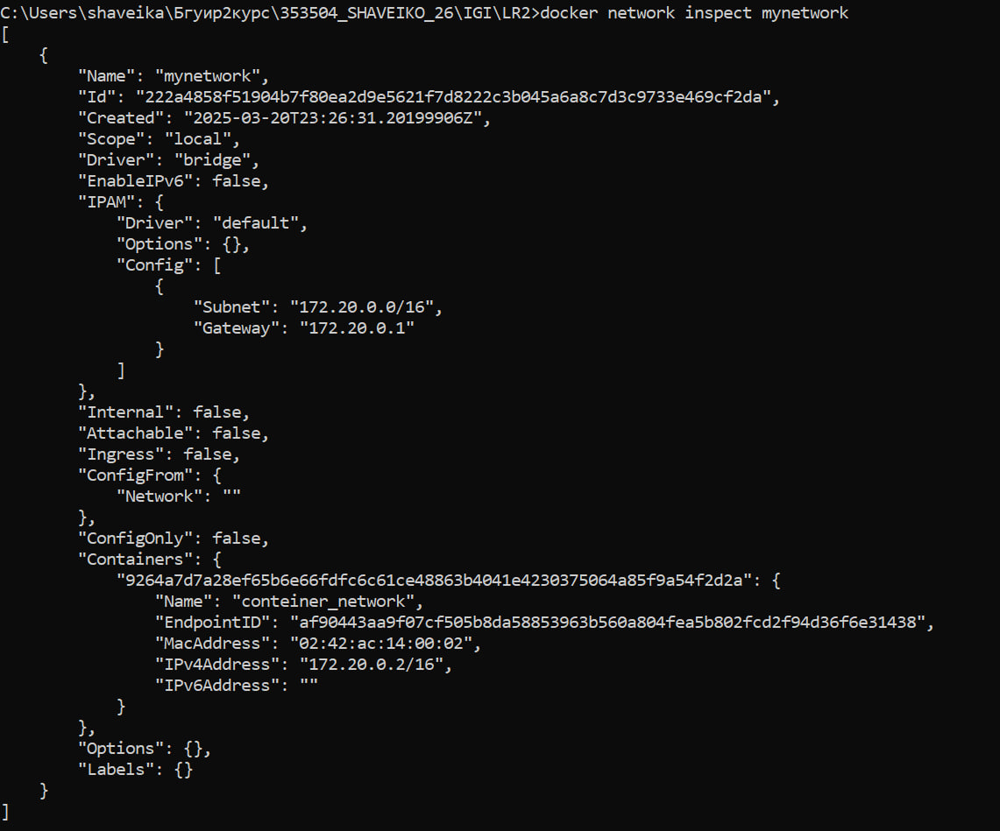 C:\Users\shaveika\Бгуир2курс\353504_SHAVEIKO_26\IGI\LR2>docker network inspect mynetwork
[
    {
        "Name": "mynetwork",
        "Id": "222a4858f51904b7f80ea2d9e5621f7d8222c3b045a6a8c7d3c9733e469cf2da",
        "Created": "2025-03-20T23:26:31.20199906Z",
        "Scope": "local",
        "Driver": "bridge",
        "EnableIPv6": false,
        "IPAM": {
            "Driver": "default",
            "Options": {},
            "Config": [
                {
                    "Subnet": "172.20.0.0/16",
                    "Gateway": "172.20.0.1"
                }
            ]
        },
        "Internal": false,
        "Attachable": false,
        "Ingress": false,
        "ConfigFrom": {
            "Network": ""
        },
        "ConfigOnly": false,
        "Containers": {
            "9264a7d7a28ef65b6e66fdfc6c61ce48863b4041e4230375064a85f9a54f2d2a": {
                "Name": "conteiner_network",
                "EndpointID": "af90443aa9f07cf505b8da58853963b560a804fea5b802fcd2f94d36f6e31438",
                "MacAddress": "02:42:ac:14:00:02",
                "IPv4Address": "172.20.0.2/16",
                "IPv6Address": ""
            }
        },
        "Options": {},
        "Labels": {}
    }
]